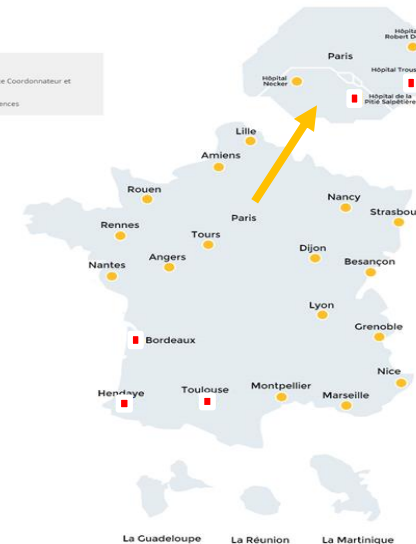 e Coordonnateur et
ences
Hôpital
Robert D
Paris
Hôpital Trous
Hôpital
Necker
Hôpital de la
Pitié Salpêtrière
Lille
Amiens
Rouen
Nancy
Paris
Strasbou
Rennes
Tours
Dijon
Angers
Besançon
Nantes
Lyon
Grenoble
Bordeaux
Nice
Hendaye
Toulouse
Montpellier
Marseille
La Guadeloupe
La Réunion
La Martinique